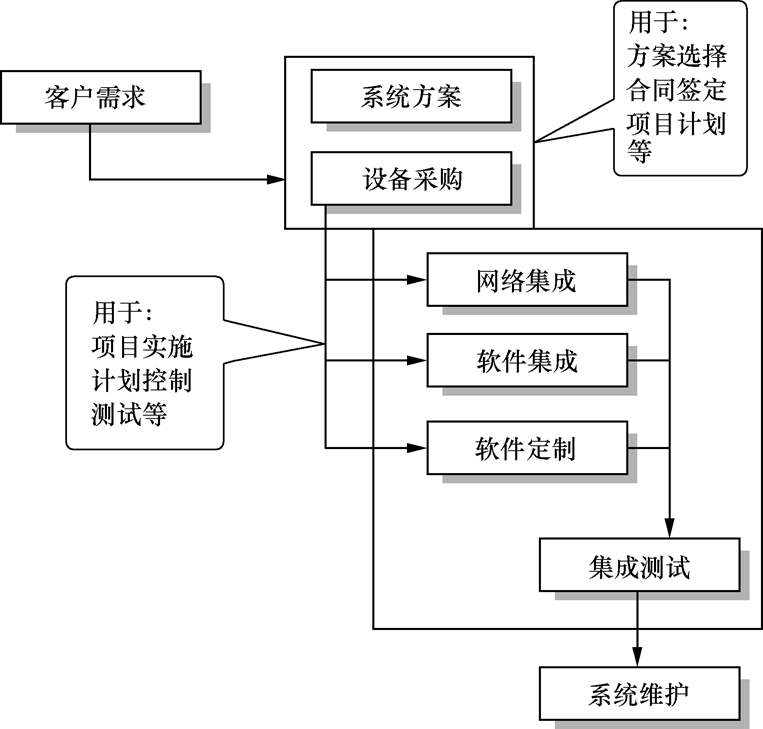 客户需求
系统方案
设备采购
用于：
方案选择
合同签定
项目计划
等
用于：
项目实施
计划控制
测试等
网络集成
软件集成
软件定制
集成测试
系统维护